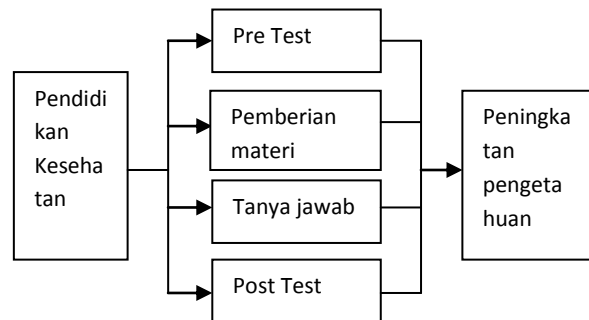 Pendidi
kan
Keseha
tan
Pre Test
Pemberian
materi
Tanya jawab
Post Test
Peningka
tan
pengeta
huan